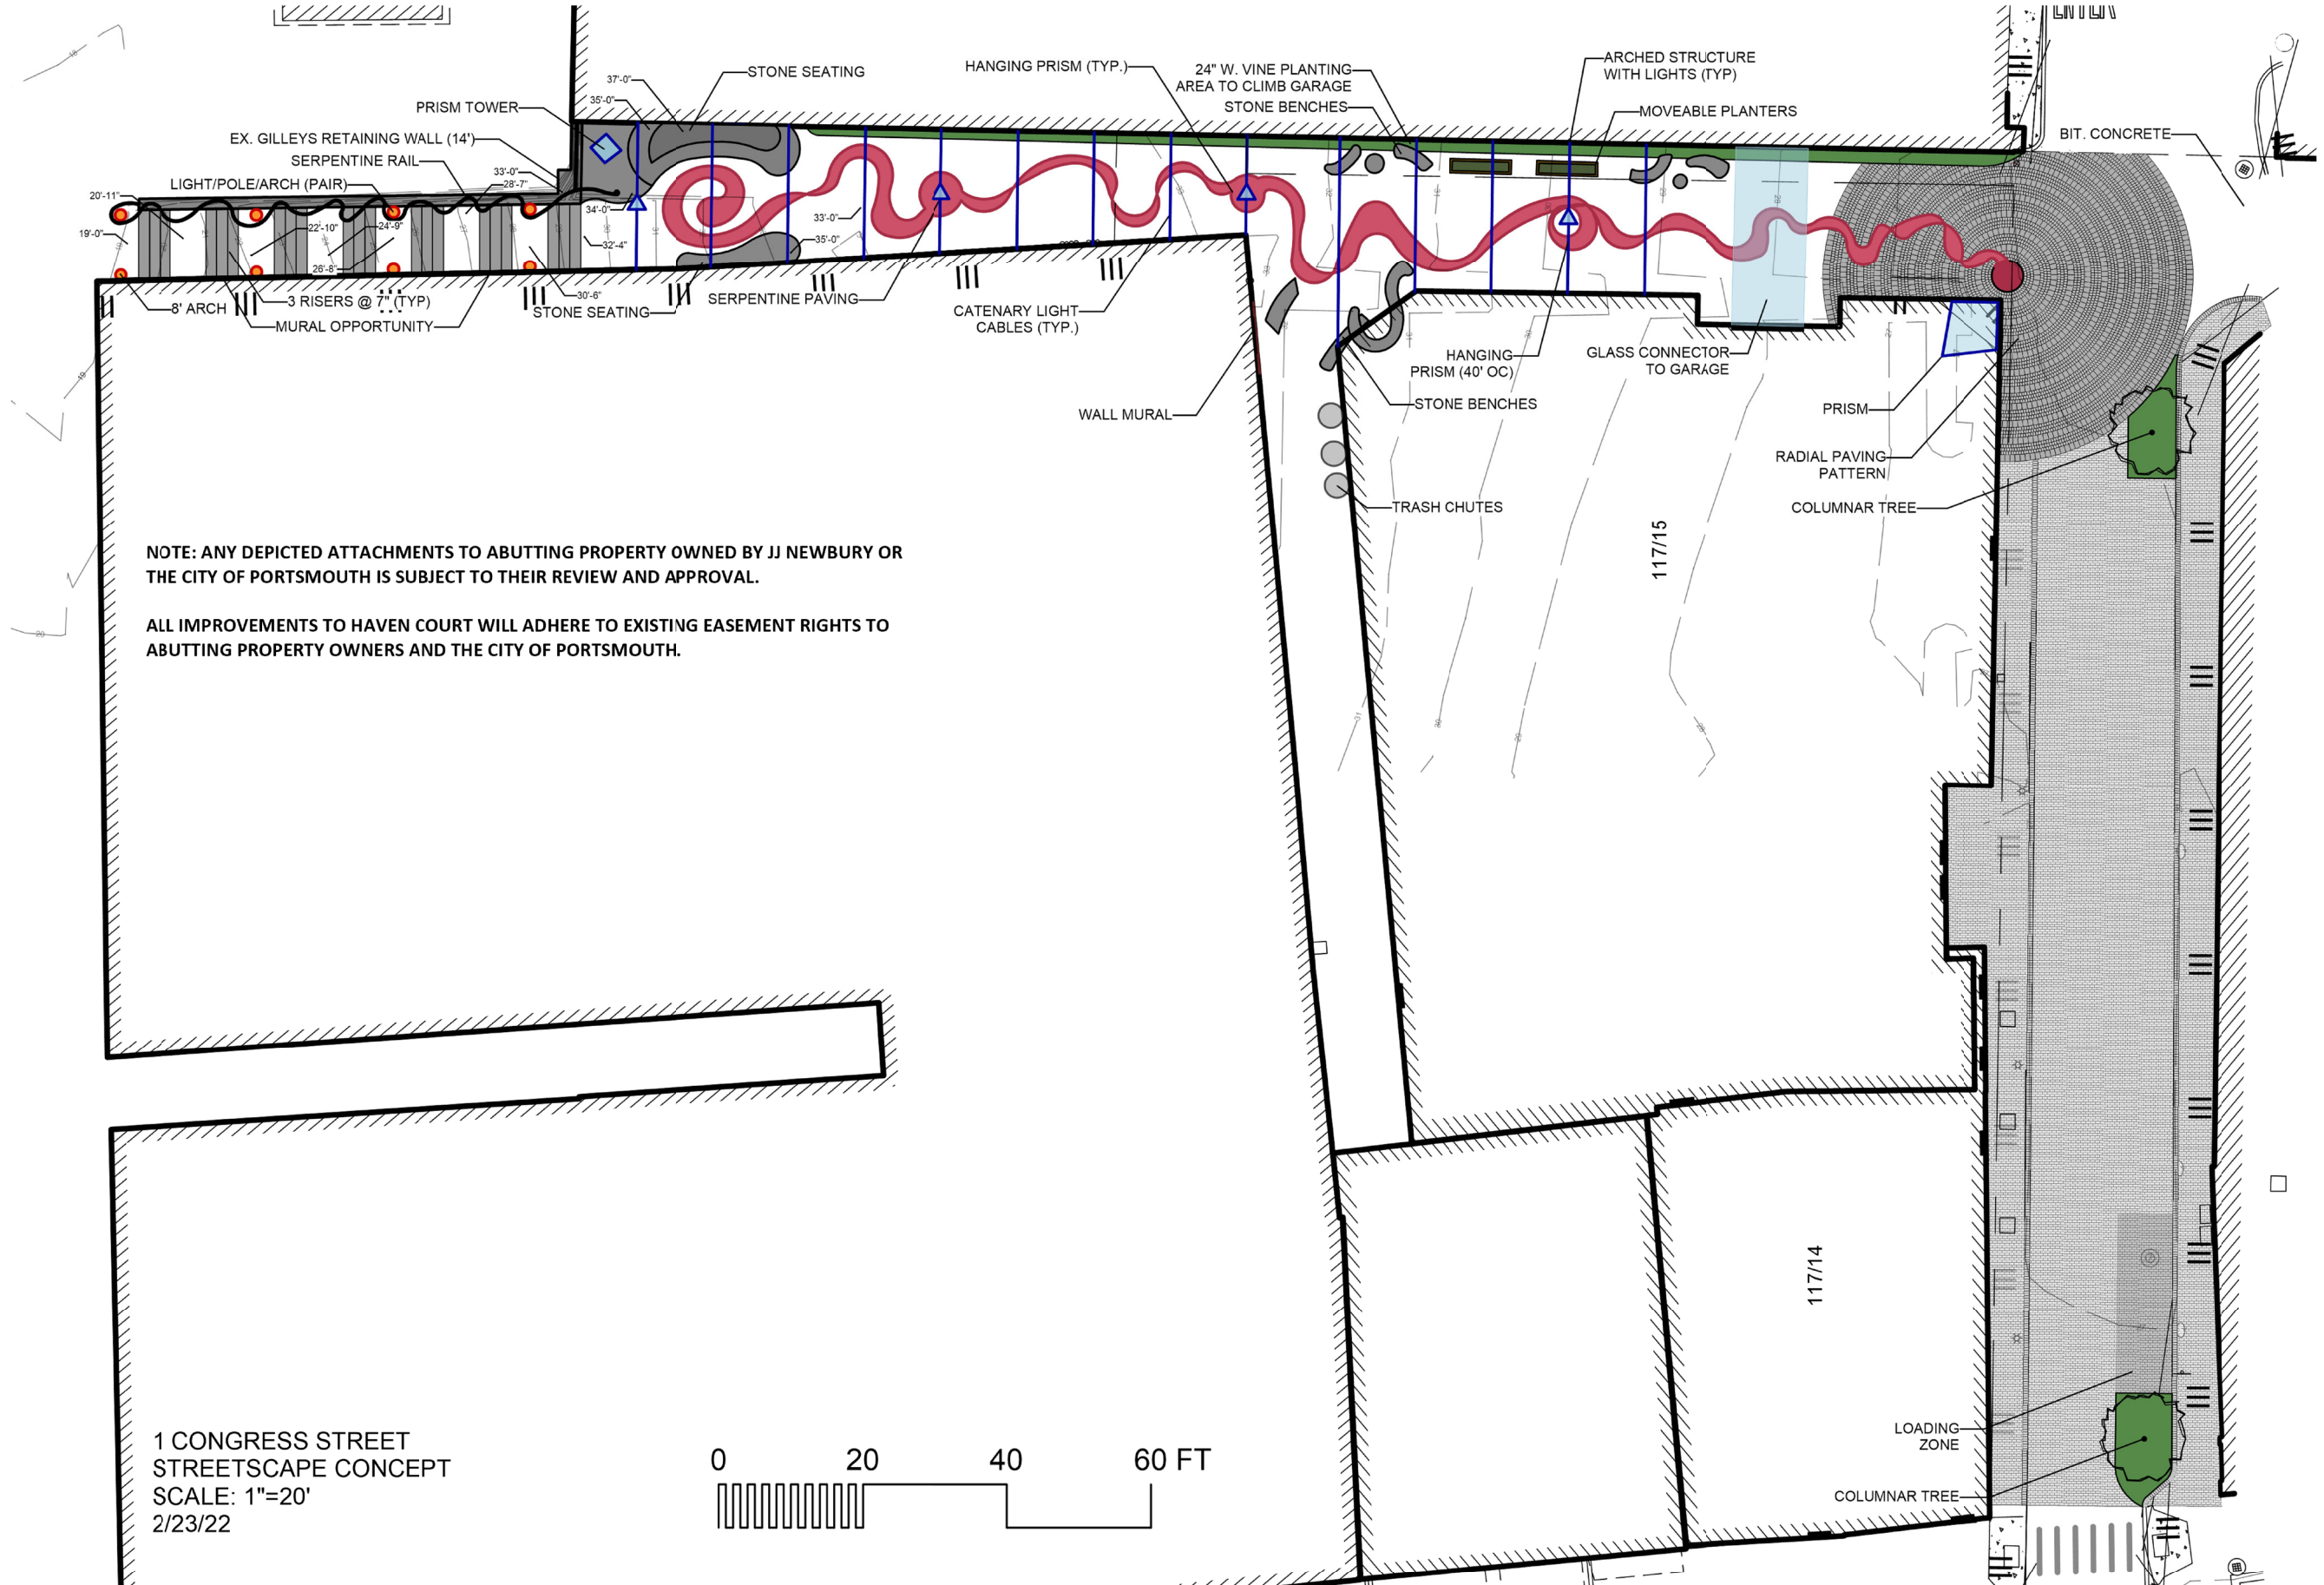 STONE SEATING
37'-0"
35'-0"
PRISM TOWER
EX. GILLEYS RETAINING WALL (14')
SERPENTINE RAIL
LIGHT/POLE/ARCH (PAIR)
33'-0"
28'-7"
20'-11"
19'-0"
22'-10"
24'-9"
26'-8"
34'-0"
32'-4"
30'-6"
33'-0"
35'-0"
8' ARCH
3 RISERS @ 7" (TYP)
MURAL OPPORTUNITY
STONE SEATING
SERPENTINE PAVING
HANGING PRISM (TYP.)
24" W. VINE PLANTING
AREA TO CLIMB GARAGE
STONE BENCHES
ARCHED STRUCTURE
WITH LIGHTS (TYP)
MOVEABLE PLANTERS
BIT. CONCRETE
CATENARY LIGHT
CABLES (TYP.)
WALL MURAL
HANGING
PRISM (40' OC)
STONE BENCHES
GLASS CONNECTOR
TO GARAGE
PRISM
RADIAL PAVING
PATTERN
COLUMNAR TREE
TRASH CHUTES
117/15
NOTE: ANY DEPICTED ATTACHMENTS TO ABUTTING PROPERTY OWNED BY JJ NEWBURY OR
THE CITY OF PORTSMOUTH IS SUBJECT TO THEIR REVIEW AND APPROVAL.
ALL IMPROVEMENTS TO HAVEN COURT WILL ADHERE TO EXISTING EASEMENT RIGHTS TO
ABUTTING PROPERTY OWNERS AND THE CITY OF PORTSMOUTH.
117/14
LOADING
ZONE
COLUMNAR TREE
1 CONGRESS STREET
STREETSCAPE CONCEPT
SCALE: 1"=20'
2/23/22
0 20 40 60 FT